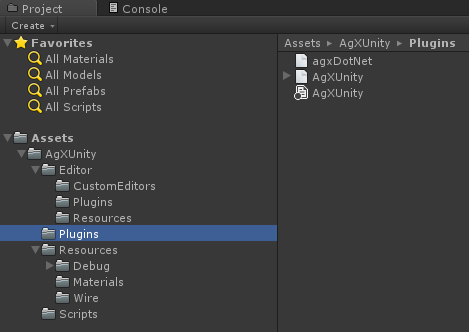 Project
Console
Create
Favorites
All Materials
All Models
All Prefabs
All Scripts
Assets
AgXUnity
Editor
CustomEditors
Plugins
Resources
Plugins
Resources
Debug
Materials
Wire
Scripts
Assets AgXUnity Plugins
agxDotNet
AgXUnity
AgXUnity